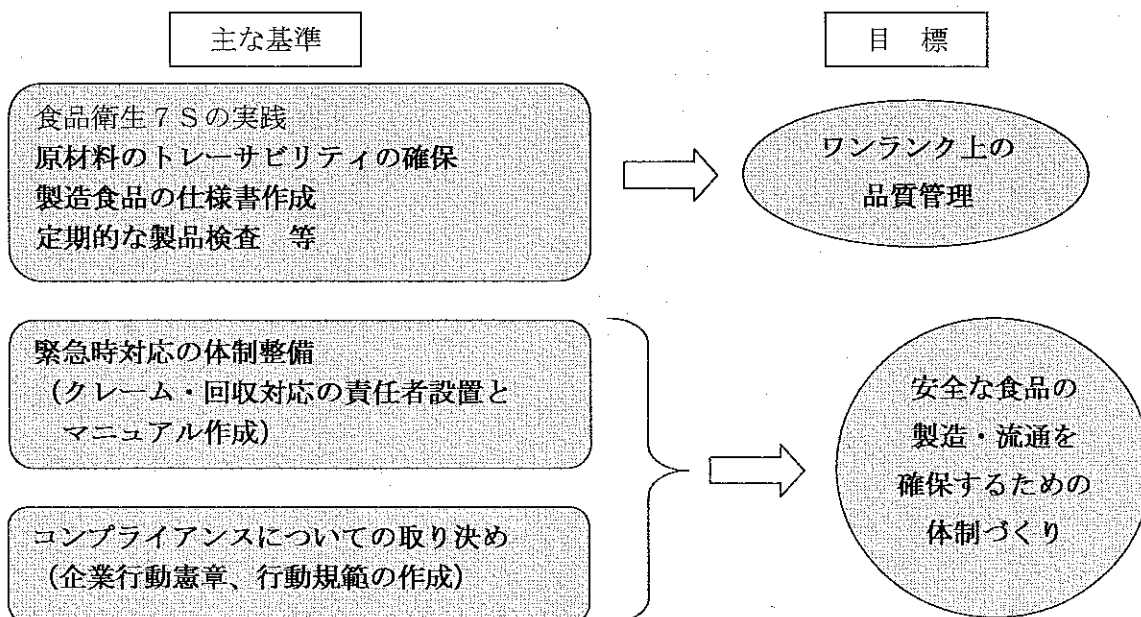 主な基準
目　標
食品衛生７Ｓの実践
原材料のトレーサビリティの確保
製造食品の仕様書作成
定期的な製品検査　等
ワンランク上の
品質管理
緊急時対応の体制整備
（クレーム・回収対応の責任者設置と
マニュアル作成）
コンプライアンスについての取り決め
（企業行動憲章、行動規範の作成）
安全な食品の
製造・流通を
確保するための
体制づくり